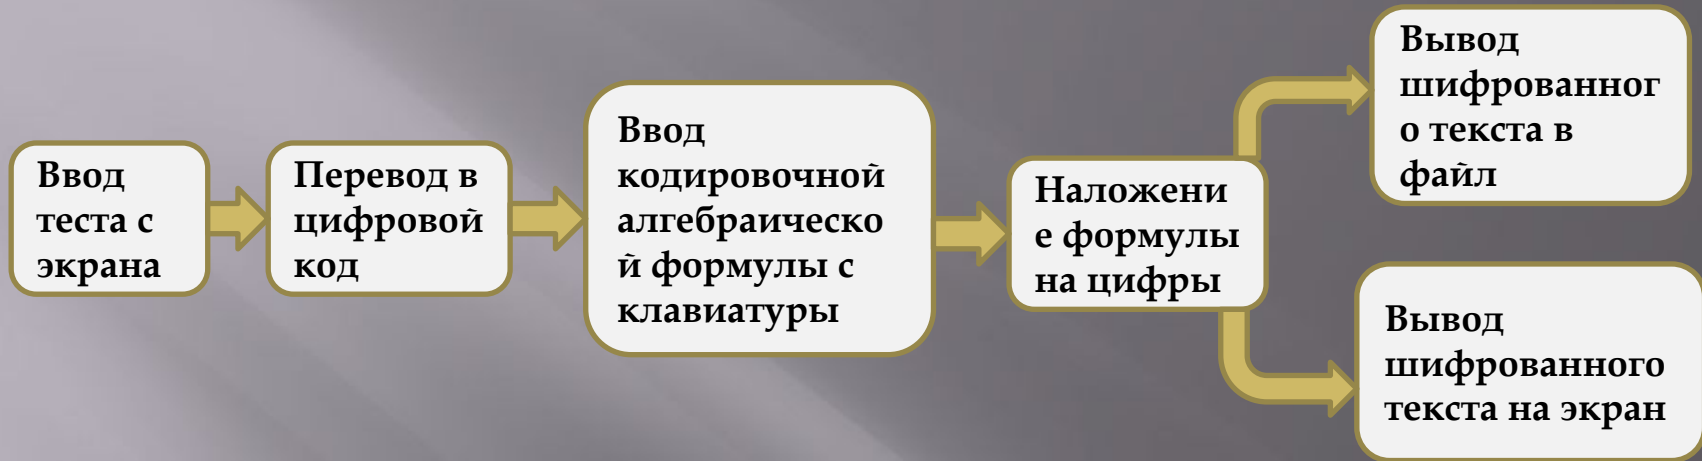 Ввод
теста с
экрана
Перевод в
цифровой
код
Ввод
кодировочной
алгебраическо
й формулы с
клавиатуры
Наложени
е формулы
на цифры
Вывод
шифрованног
о текста в
файл
Вывод
шифрованного
текста на экран